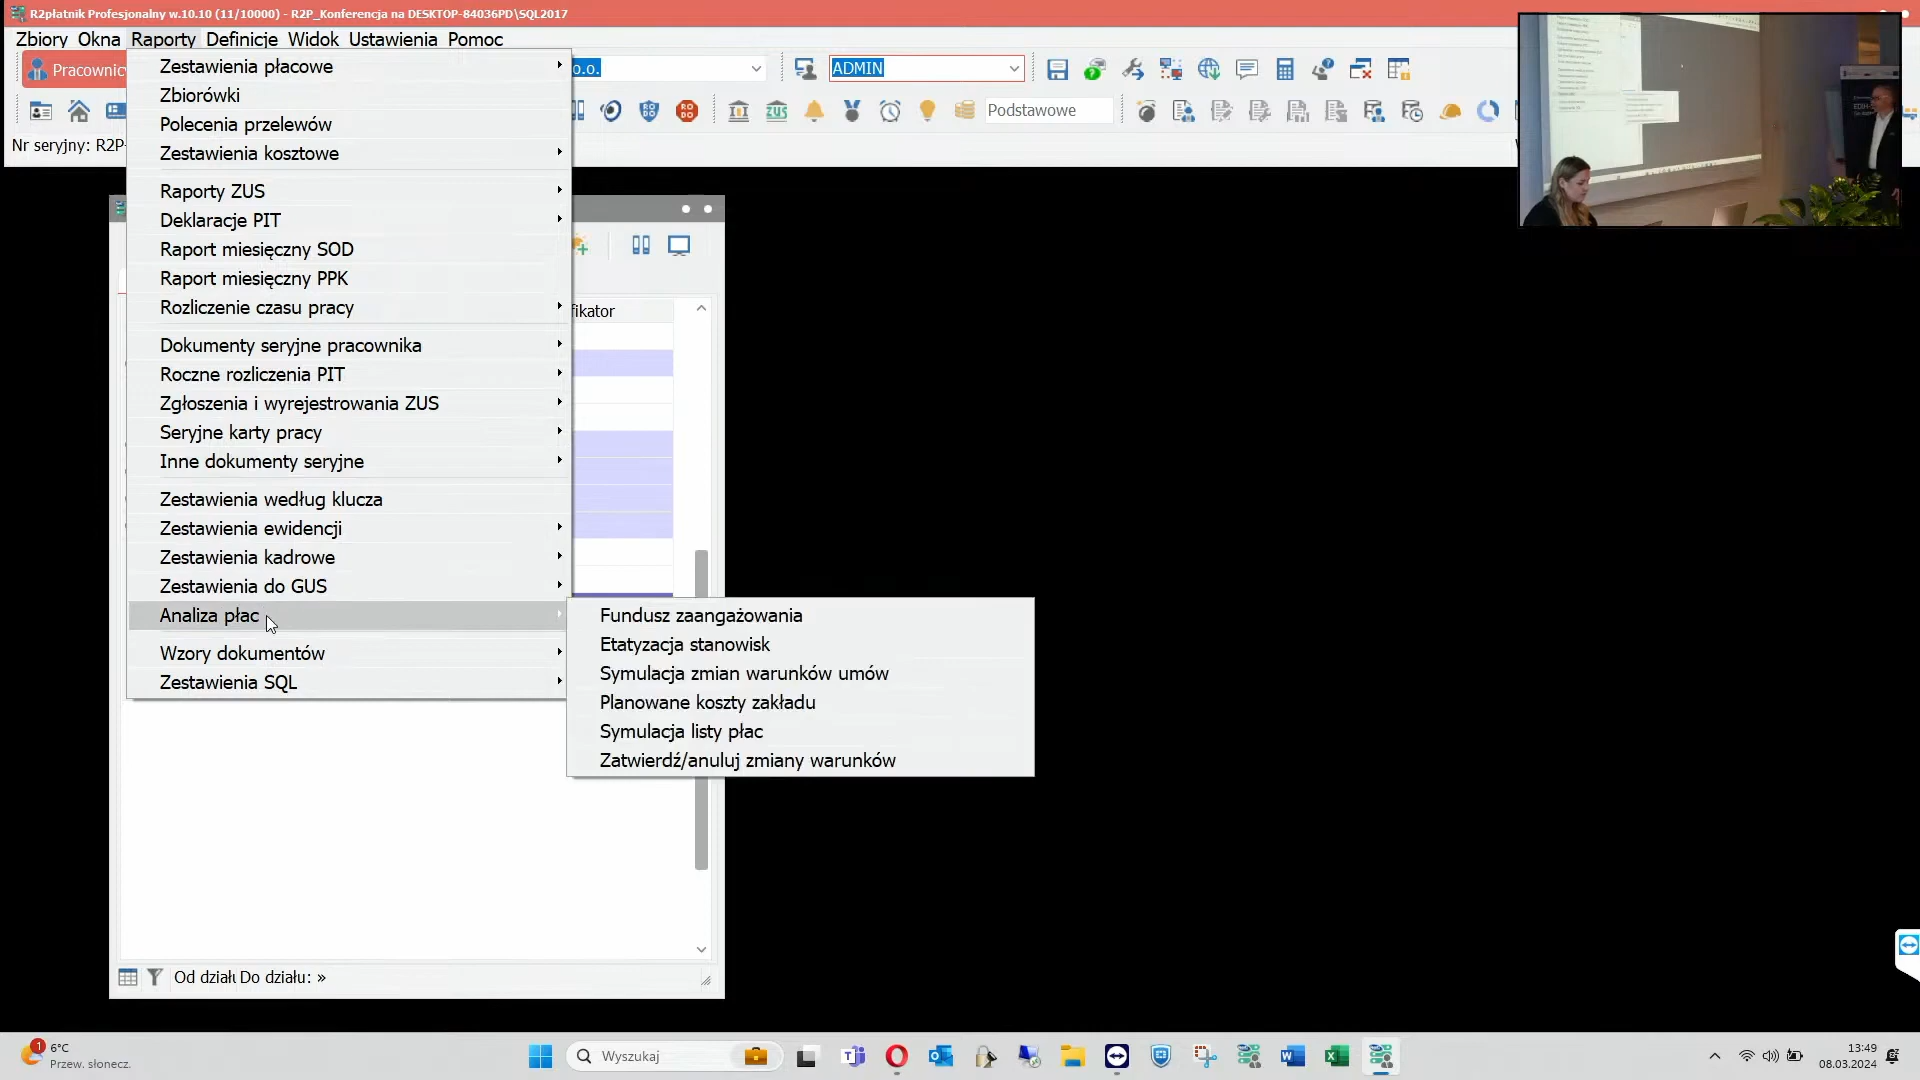 R2płatnik Profesjonalny w.10.10 (11/10000) - R2P_Konferencja na DESKTOP-84036PD\SQL2017
Zbiory Okna Raporty Definicje Widok Ustawienia Pomoc
Pracownic
o.o.
ADMIN
Podstawowe
Nr seryjny: R2P-
Zestawienia płacowe
Zbiorówki
Polecenia przelewów
Zestawienia kosztowe
Raporty ZUS
Deklaracje PIT
Raport miesięczny SOD
Raport miesięczny PPK
Rozliczenie czasu pracy
fikator
Dokumenty seryjne pracownika
Roczne rozliczenia PIT
Zgłoszenia i wyrejestrowania ZUS
Seryjne karty pracy
Inne dokumenty seryjne
Zestawienia według klucza
Zestawienia ewidencji
Zestawienia kadrowe
Zestawienia do GUS
Analiza płac
Wzory dokumentów
Zestawienia SQL
Fundusz zaangażowania
Etatyzacja stanowisk
Symulacja zmian warunków umów
Planowane koszty zakładu
Symulacja listy płac
Zatwierdź/anuluj zmiany warunków
Od działu Do działu: »
1
6°C
Przew. słonecz.
Wyszukaj
13:49
08.03.2024